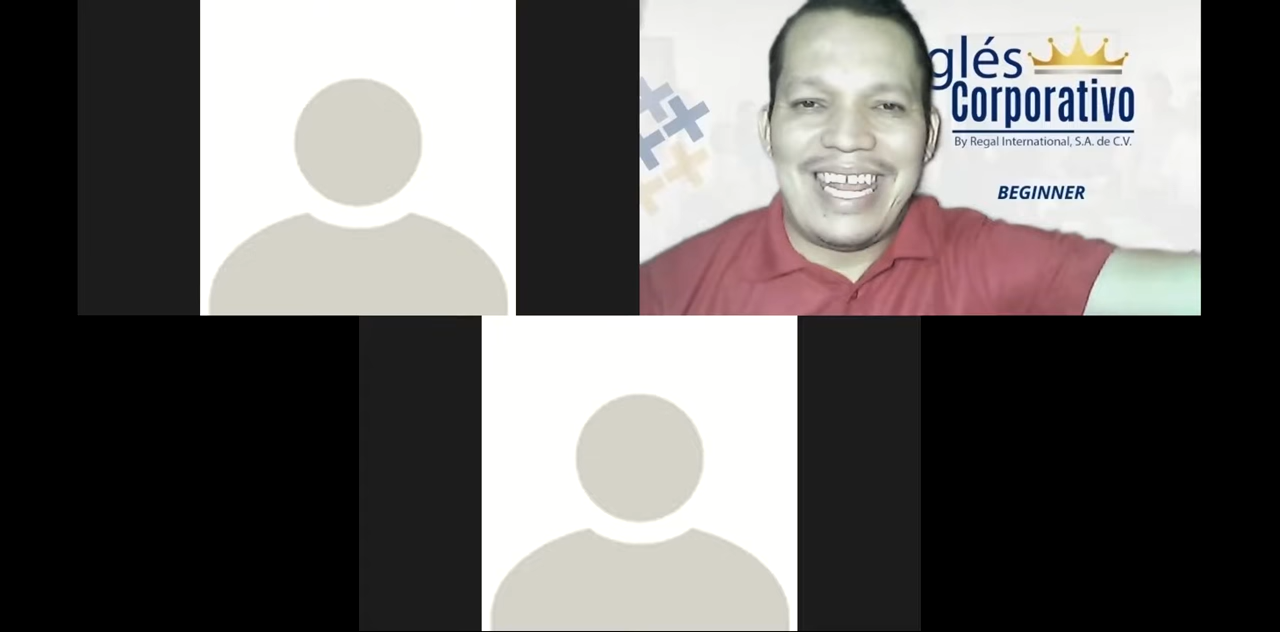 glés
Corporativo
By Regal International, S.A. de C.V.
BEGINNER